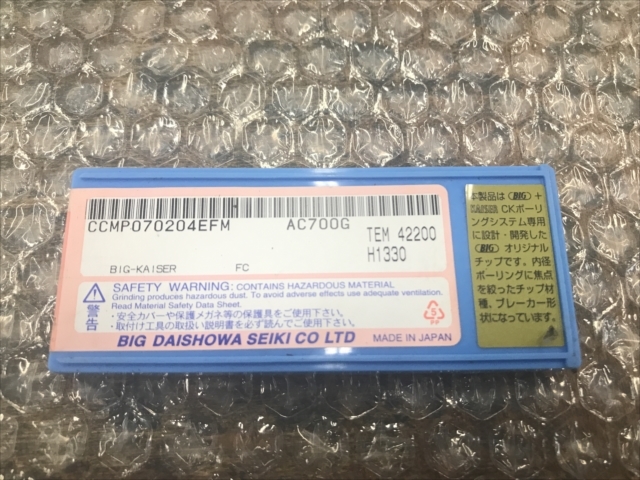 CCMP070204EFM AC700G
TEM 42200
H1330
BIG-KAISER FC
SAFETY WARNING: CONTAINS HAZARDOUS MATERIAL
Grinding produces hazardous dust. To avoid adverse effects use adequate ventilation.
Read Material Safety Data Sheet.
警告
・安全カバーや保護メガネ等の保護具をご使用下さい。
・取付け工具の取扱い説明書を必ず読んでご使用下さい。
5
PP
BIG DAISHOWA SEIKI CO LTD MADE IN JAPAN
本製品は BIG +
KAISER CKボーリ
ングシステム専用
に設計・開発した
BIG オリジナル
チップです。内径
ボーリングに焦点
を絞ったチップ材
種、ブレーカー形
状になっています。